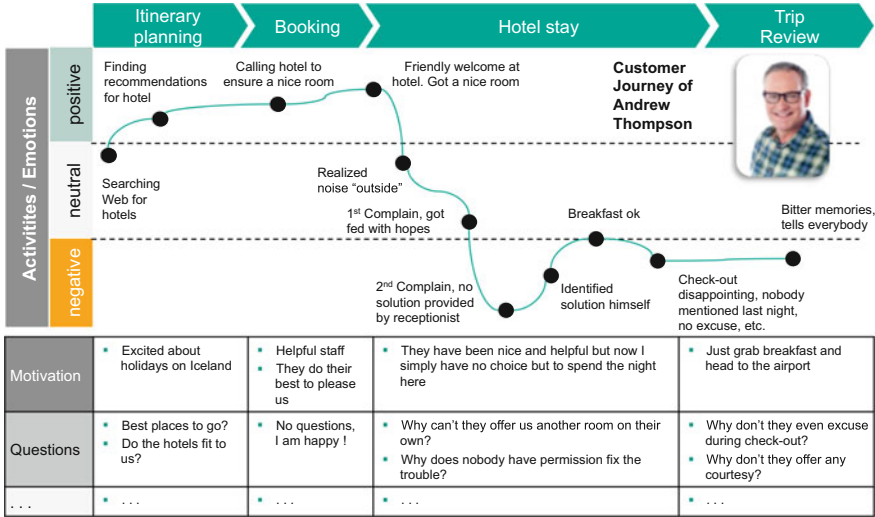 Itinerary
planning
Booking
Hotel stay
Trip
Review
Activitites / Emotions
positive
neutral
negative
Finding
recommendations
for hotel
Calling hotel to
ensure a nice room
Friendly welcome at
hotel. Got a nice room
Customer
Journey of
Andrew
Thompson
Searching
Web for
hotels
Realized
noise “outside”
1st Complain, got
fed with hopes
Breakfast ok
Bitter memories,
tells everybody
2nd Complain, no
solution provided
by receptionist
Identified
solution himself
Check-out
disappointing, nobody
mentioned last night,
no excuse, etc.
Motivation
Excited about
holidays on Iceland
Helpful staff
They do their
best to please
us
They have been nice and helpful but now I
simply have no choice but to spend the night
here
Just grab breakfast and
head to the airport
Questions
Best places to go?
Do the hotels fit to
us?
No questions,
I am happy !
Why can’t they offer us another room on their
own?
Why does nobody have permission fix the
trouble?
Why don’t they even excuse
during check-out?
Why don’t they offer any
courtesy?
. . .
. . .
. . .
. . .
. . .